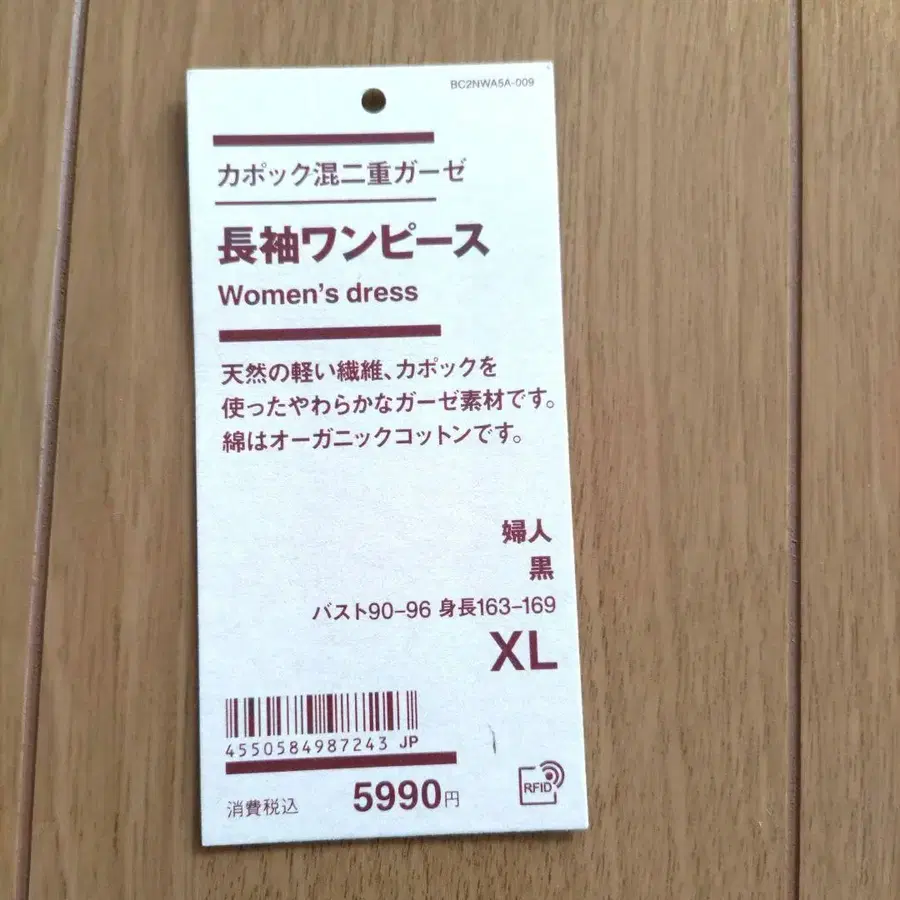 BC2NWA5A-009
カポック混二重ガーゼ
長袖ワンピース
Women's dress
天然の軽い繊維、カポックを
使ったやわらかなガーゼ素材です。
綿はオーガニックコットンです。
婦人
黒
バスト90-96 身長163-169
XL
4550584987243 JP
消費税込 5990円
RFID